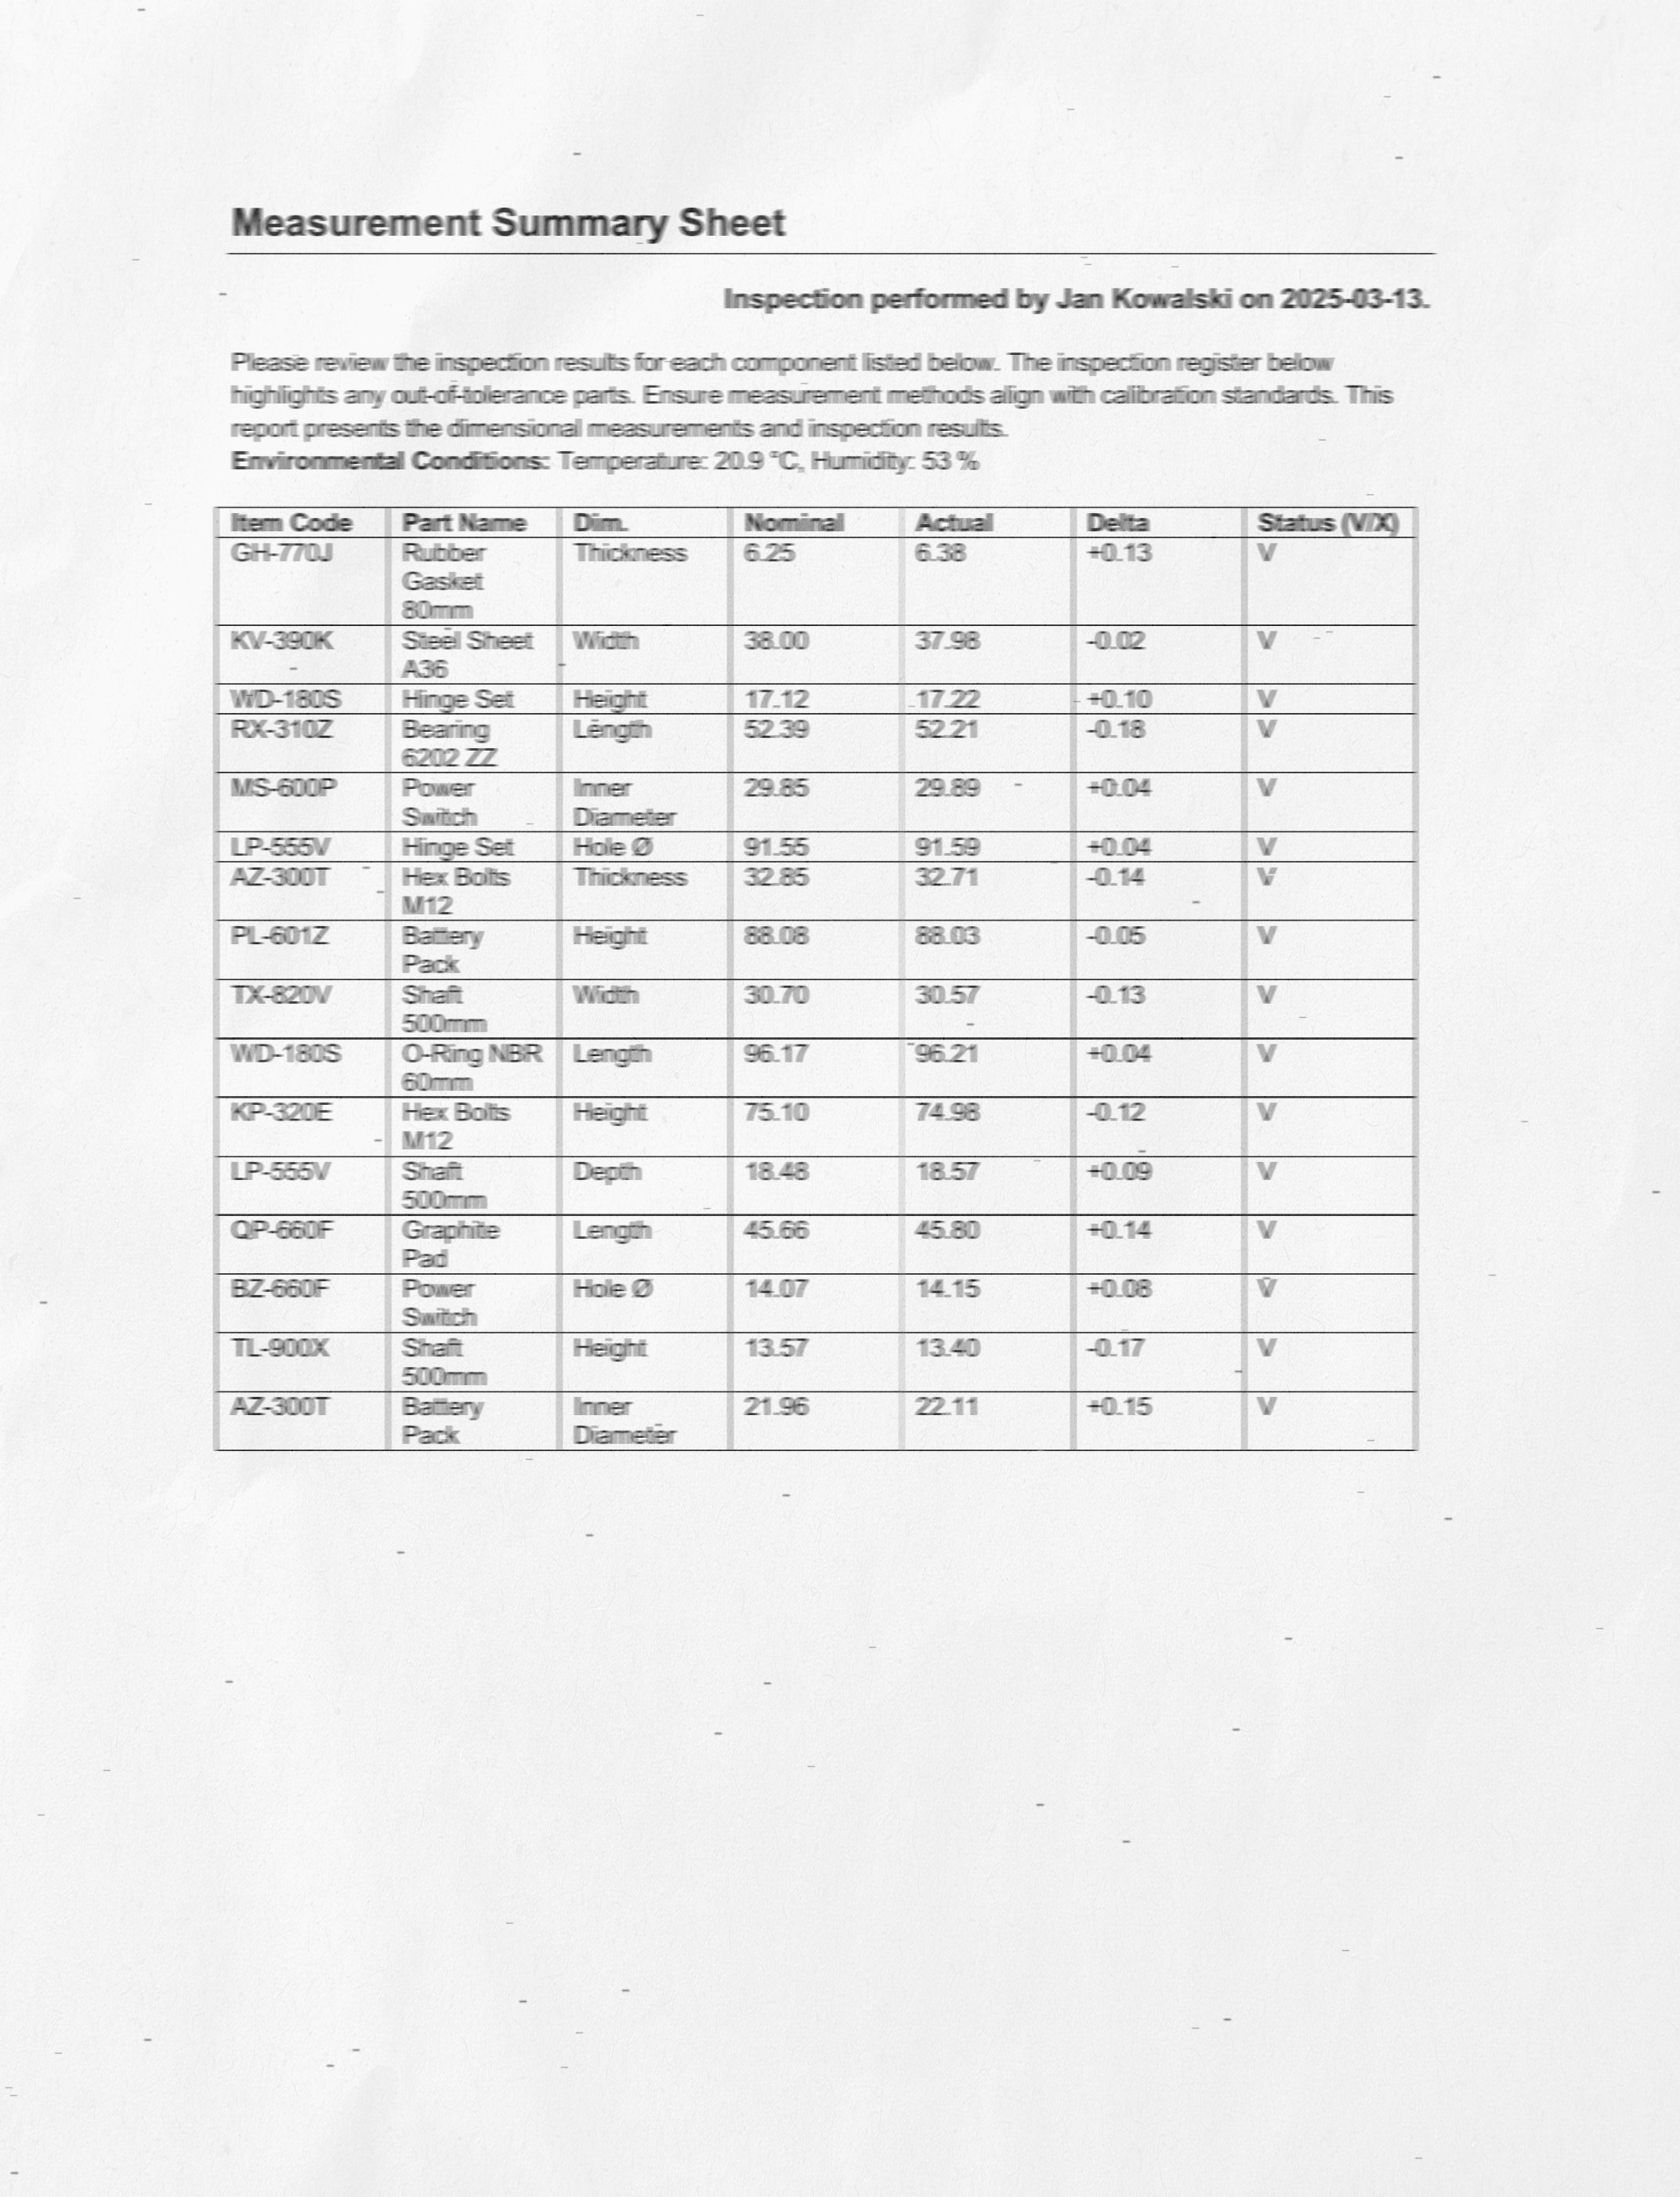 Measurement Summary Sheet
Inspection performed by Jan Kowalski on 2025-03-13.
Please review the inspection results for each component listed below. The inspection register below
highlights any out-of-tolerance parts. Ensure measurement methods align with calibration standards. This
report presents the dimensional measurements and inspection results.
Environmental Conditions: Temperature: 20.9 °C, Humidity: 53 %
Item Code Part Name Dim. Nominal Actual Delta Status (V/X)
GH-770J Rubber Thickness 6.25 6.38 +0.13 V
Gasket
80mm
KV-390K Steel Sheet Width 38.00 37.98 -0.02 V
A36
WD-180S Hinge Set Height 17.12 17.22 +0.10 V
RX-310Z Bearing Length 52.39 52.21 -0.18 V
6202 ZZ
MS-600P Power Inner 29.85 29.89 +0.04 V
Switch Diameter
LP-555V Hinge Set Hole Ø 91.55 91.59 +0.04 V
AZ-300T Hex Bolts Thickness 32.85 32.71 -0.14 V
M12
PL-601Z Battery Height 88.08 88.03 -0.05 V
Pack
TX-820V Shaft Width 30.70 30.57 -0.13 V
500mm
WD-180S O-Ring NBR Length 96.17 96.21 +0.04 V
60mm
KP-320E Hex Bolts Height 75.10 74.98 -0.12 V
M12
LP-555V Shaft Depth 18.48 18.57 +0.09 V
500mm
QP-660F Graphite Length 45.66 45.80 +0.14 V
Pad
BZ-660F Power Hole Ø 14.07 14.15 +0.08 V
Switch
TL-900X Shaft Height 13.57 13.40 -0.17 V
500mm
AZ-300T Battery Inner 21.96 22.11 +0.15 V
Pack Diameter